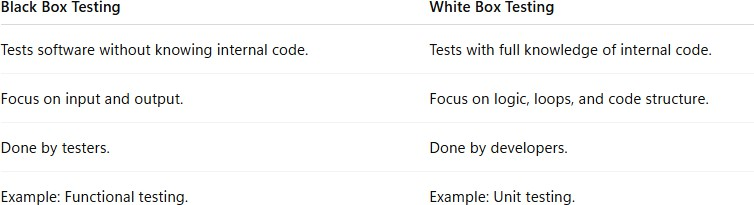 Black Box Testing White Box Testing
Tests software without knowing internal code. Tests with full knowledge of internal code.
Focus on input and output. Focus on logic, loops, and code structure.
Done by testers. Done by developers.
Example: Functional testing. Example: Unit testing.